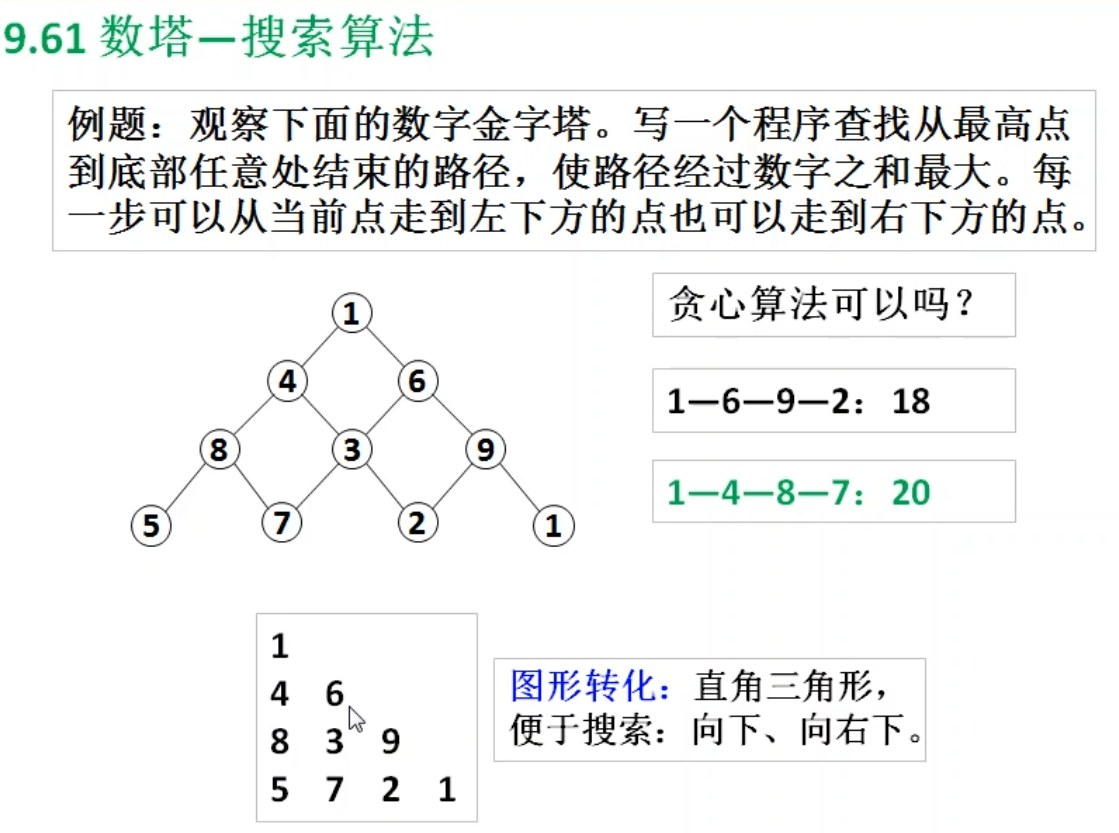 9.61 数塔—搜索算法
例题：观察下面的数字金字塔。写一个程序查找从最高点
到底部任意处结束的路径，使路径经过数字之和最大。每
一步可以从当前点走到左下方的点也可以走到右下方的点。
1
4 6
8 3 9
5 7 2 1
贪心算法可以吗？
1—6—9—2：18
1—4—8—7：20
1
4 6
8 3 9
5 7 2 1
图形转化：直角三角形，
便于搜索：向下、向右下。